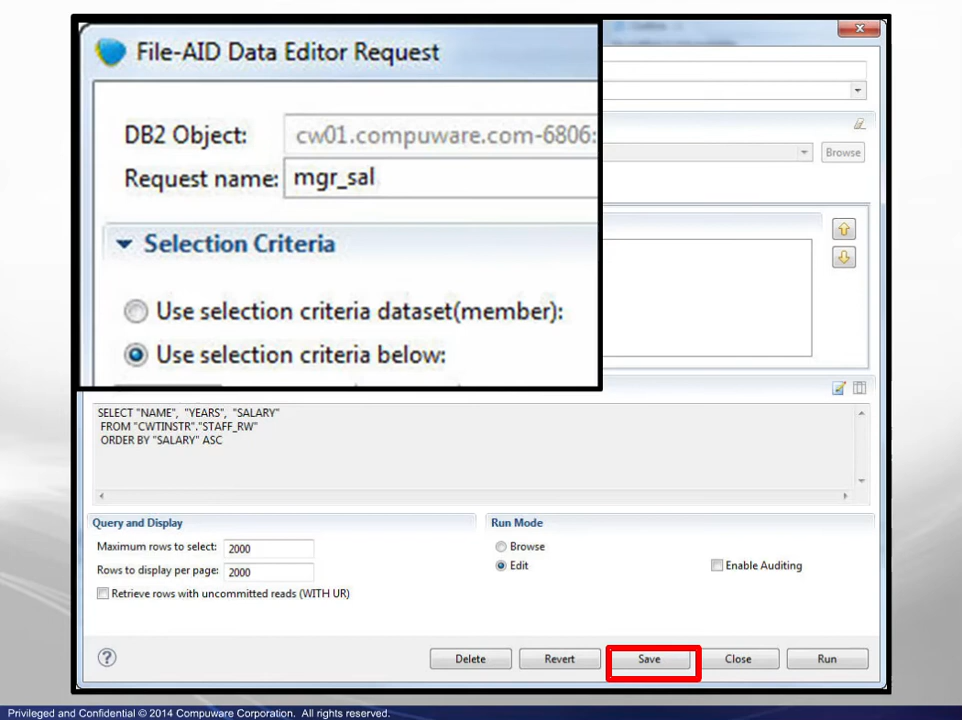 File-AID Data Editor Request
DB2 Object: cw01.compuware.com-6806:
Request name: mgr_sal
Browse
Selection Criteria
Use selection criteria dataset(member):
Use selection criteria below:
SELECT "NAME", "YEARS", "SALARY"
FROM "CWTINSTR"."STAFF_RW"
ORDER BY "SALARY" ASC
Query and Display
Maximum rows to select: 2000
Rows to display per page: 2000
Retrieve rows with uncommitted reads (WITH UR)
Run Mode
Browse
Edit
Enable Auditing
Delete Revert Save Close Run
Privileged and Confidential © 2014 Compuware Corporation. All rights reserved.